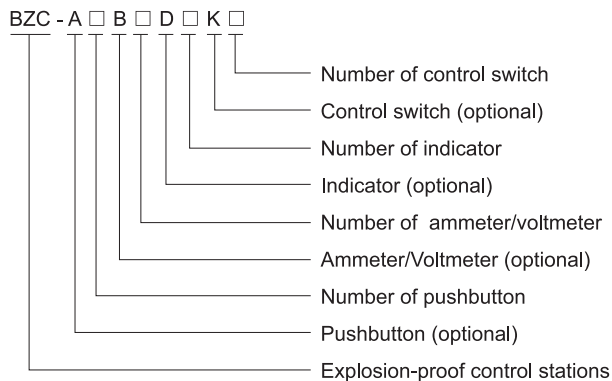 BZC - A □ B □ D □ K □
Number of control switch
Control switch (optional)
Number of indicator
Indicator (optional)
Number of ammeter/voltmeter
Ammeter/Voltmeter (optional)
Number of pushbutton
Pushbutton (optional)
Explosion-proof control stations